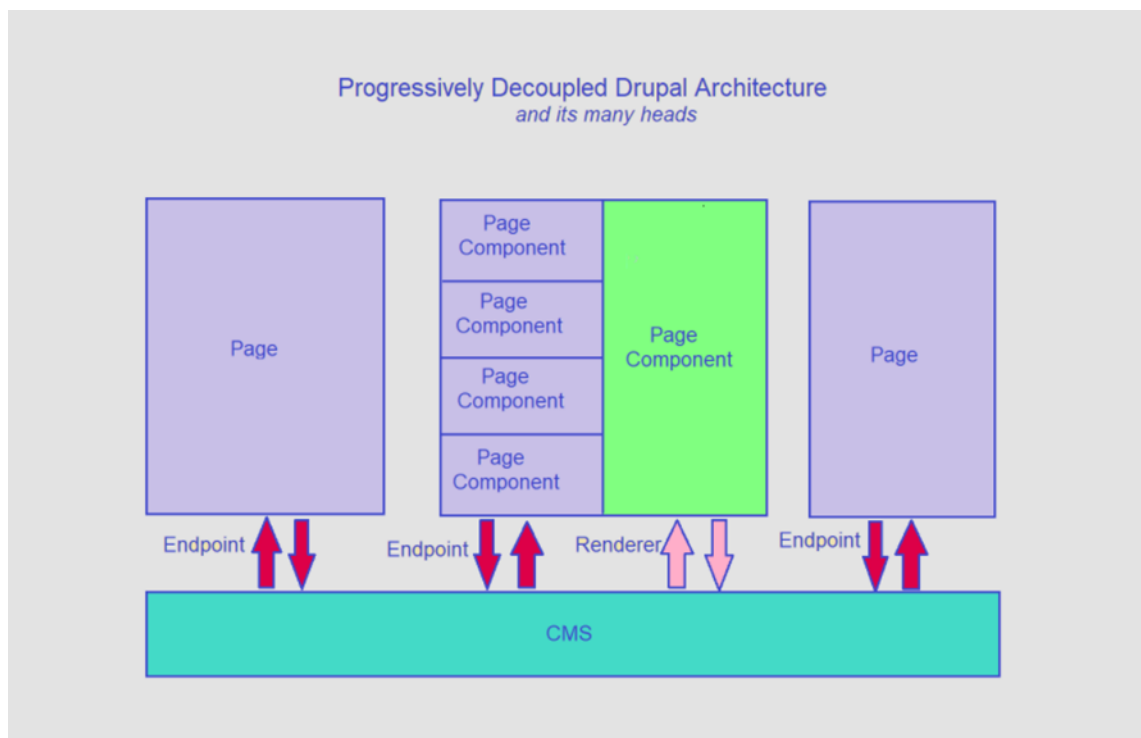 Progressively Decoupled Drupal Architecture
and its many heads
Page
Page
Component
Page
Component
Page
Component
Page
Component
Page
Component
Page
Endpoint
Endpoint
Renderer
Endpoint
CMS